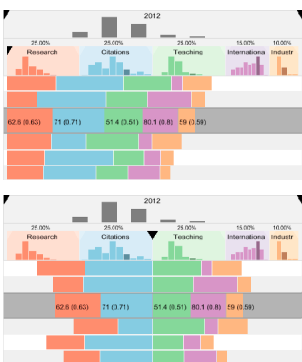 2012
25.00% 25.00% 25.00% 15.00% 10.00%
Research Citations Teaching Internationa Industr
62.6 (0.63) 71 (0.71) 51.4 (3.51) 80.1 (0.8) 59 (0.59)
2012
25.00% 25.00% 25.00% 15.00% 10.00%
Research Citations Teaching Internationa Industr
62.6 (0.63) 71 (0.71) 51.4 (0.51) 80.1 (0.8) 59 (0.59)